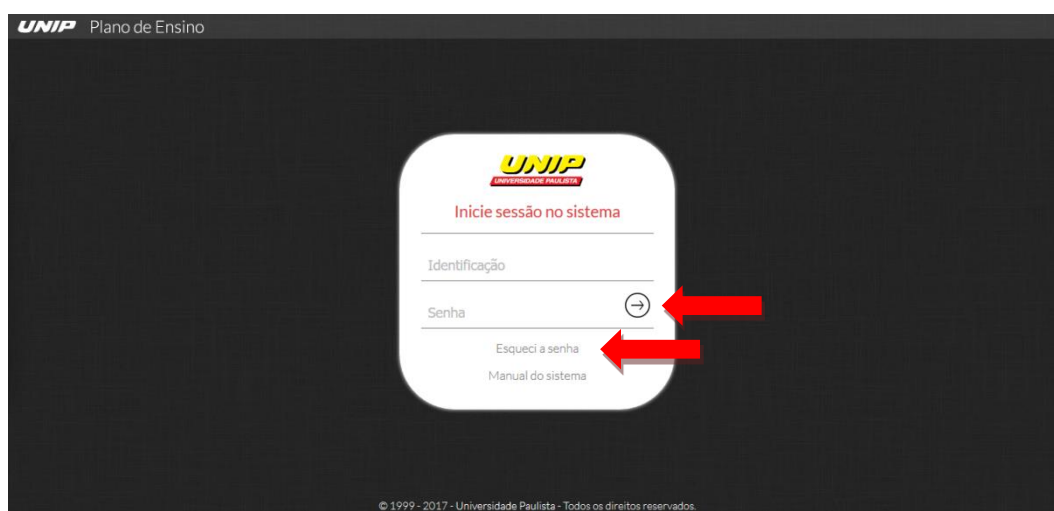 UNIP Plano de Ensino
UNIP
UNIVERSIDADE PAULISTA
Inicie sessão no sistema
Identificação
Senha
Esqueci a senha
Manual do sistema
© 1999 - 2017 - Universidade Paulista - Todos os direitos reservados.